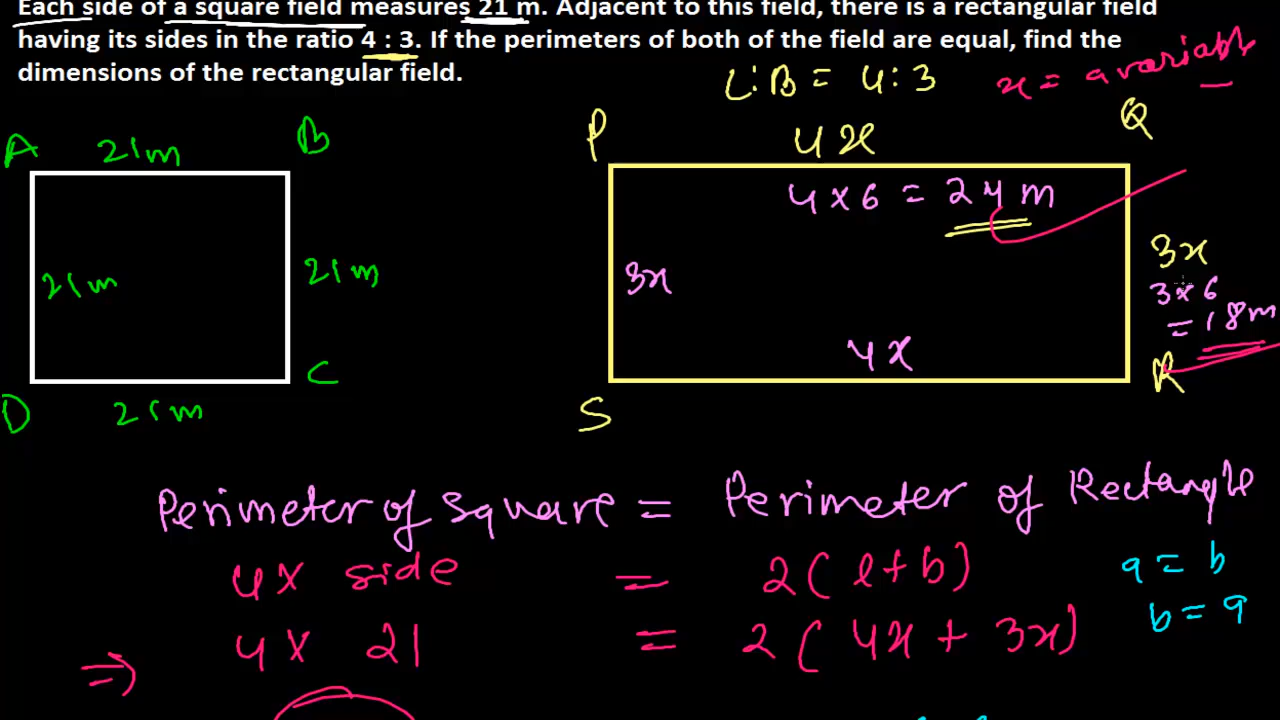 Each side of a square field measures 21 m. Adjacent to this field, there is a rectangular field
having its sides in the ratio 4 : 3. If the perimeters of both of the field are equal, find the
dimensions of the rectangular field.
L:B = 4:3
x = a variable
A 21m B
P 4x Q
4x6 = 24m
21m 21m
3x 3x
3x6
= 18m
4x
D 21m C
S R
Perimeter of Square = Perimeter of Rectangle
4x side = 2(l+b)
a = b
b = a
⇒ 4x 21 = 2(4x + 3x)